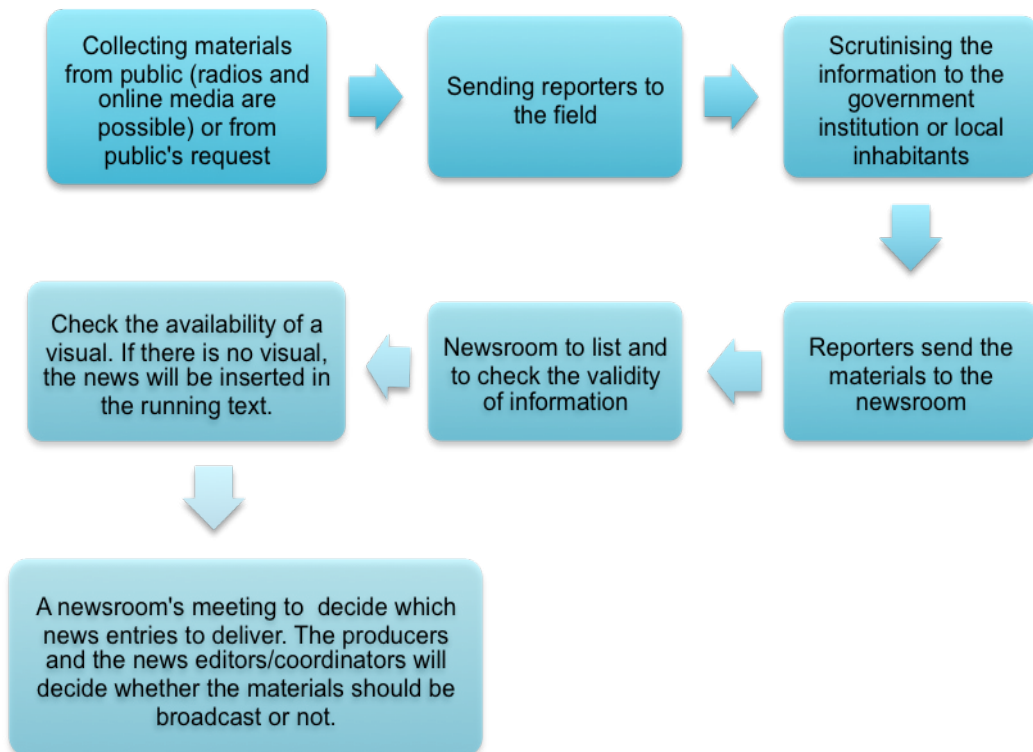 Collecting materials
from public (radios and
online media are
possible) or from
public's request
Sending reporters to
the field
Scrutinising the
information to the
government
institution or local
inhabitants
Reporters send the
materials to the
newsroom
Newsroom to list and
to check the validity
of information
Check the availability of a
visual. If there is no visual,
the news will be inserted in
the running text.
A newsroom's meeting to  decide which
news entries to deliver. The producers
and the news editors/coordinators will
decide whether the materials should be
broadcast or not.